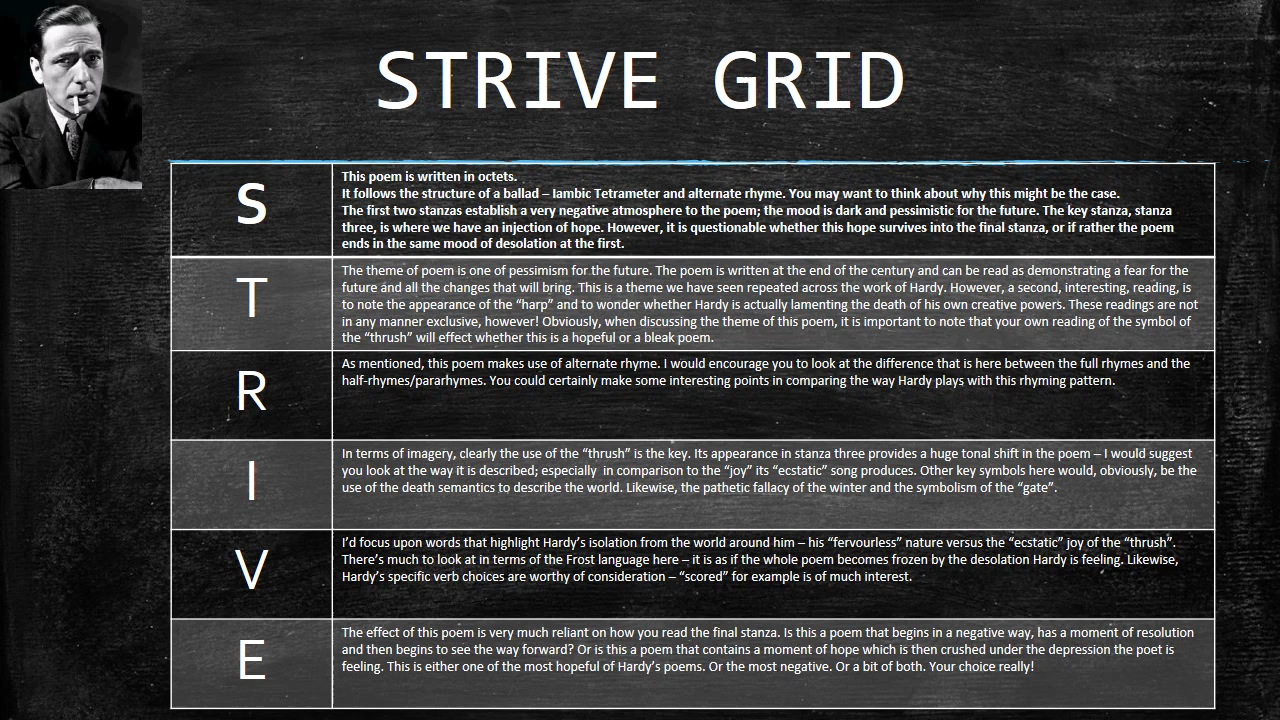 STRIVE GRID
S
This poem is written in octets.
It follows the structure of a ballad – Iambic Tetrameter and alternate rhyme. You may want to think about why this might be the case.
The first two stanzas establish a very negative atmosphere to the poem; the mood is dark and pessimistic for the future. The key stanza, stanza
three, is where we have an injection of hope. However, it is questionable whether this hope survives into the final stanza, or if rather the poem
ends in the same mood of desolation at the first.
T
The theme of poem is one of pessimism for the future. The poem is written at the end of the century and can be read as demonstrating a fear for the
future and all the changes that will bring. This is a theme we have seen repeated across the work of Hardy. However, a second, interesting, reading, is
to note the appearance of the “harp” and to wonder whether Hardy is actually lamenting the death of his own creative powers. These readings are not
in any manner exclusive, however! Obviously, when discussing the theme of this poem, it is important to note that your own reading of the symbol of
the “thrush” will effect whether this is a hopeful or a bleak poem.
R
As mentioned, this poem makes use of alternate rhyme. I would encourage you to look at the difference that is here between the full rhymes and the
half-rhymes/pararhymes. You could certainly make some interesting points in comparing the way Hardy plays with this rhyming pattern.
I
In terms of imagery, clearly the use of the “thrush” is the key. Its appearance in stanza three provides a huge tonal shift in the poem – I would suggest
you look at the way it is described; especially  in comparison to the “joy” its “ecstatic” song produces. Other key symbols here would, obviously, be the
use of the death semantics to describe the world. Likewise, the pathetic fallacy of the winter and the symbolism of the “gate”.
V
I’d focus upon words that highlight Hardy’s isolation from the world around him – his “fervourless” nature versus the “ecstatic” joy of the “thrush”.
There’s much to look at in terms of the Frost language here – it is as if the whole poem becomes frozen by the desolation Hardy is feeling. Likewise,
Hardy’s specific verb choices are worthy of consideration – “scored” for example is of much interest.
E
The effect of this poem is very much reliant on how you read the final stanza. Is this a poem that begins in a negative way, has a moment of resolution
and then begins to see the way forward? Or is this a poem that contains a moment of hope which is then crushed under the depression the poet is
feeling. This is either one of the most hopeful of Hardy’s poems. Or the most negative. Or a bit of both. Your choice really!